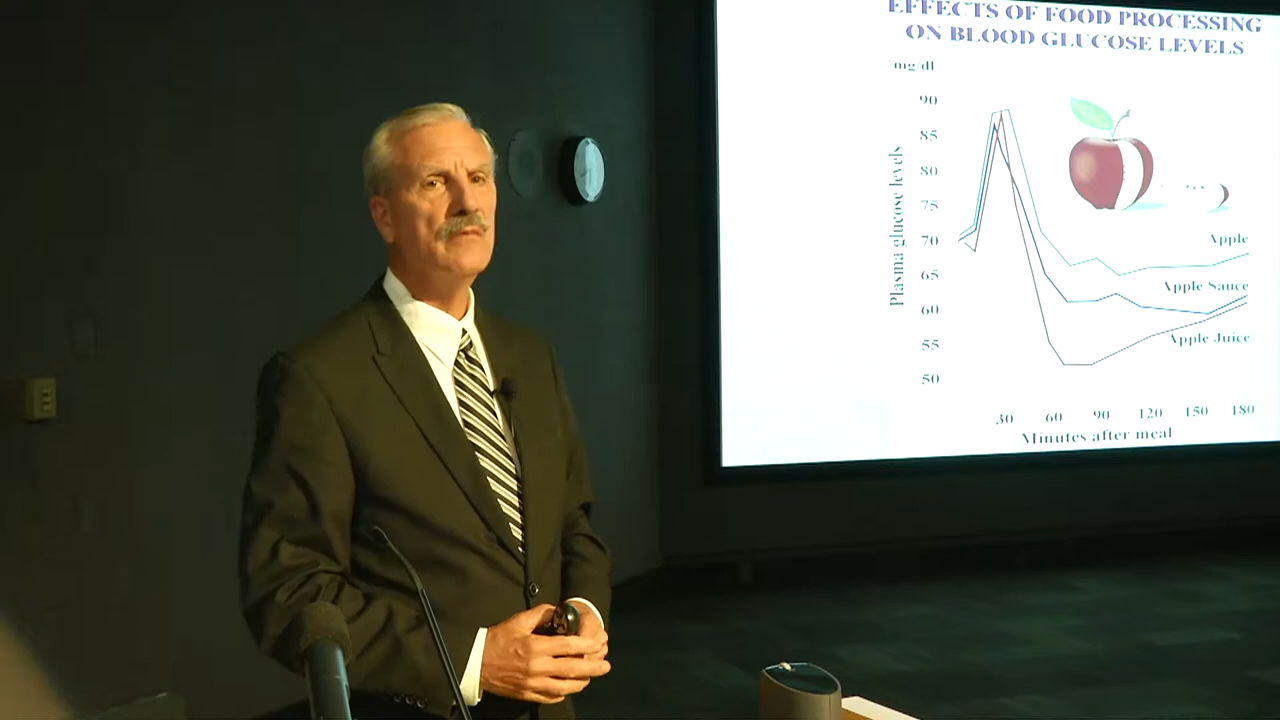 EFFECTS OF FOOD PROCESSING
ON BLOOD GLUCOSE LEVELS
mg/dl
90
85
80
75
70
65
60
55
50
Plasma glucose levels
Apple
Apple Sauce
Apple Juice
30 60 90 120 150 180
Minutes after meal